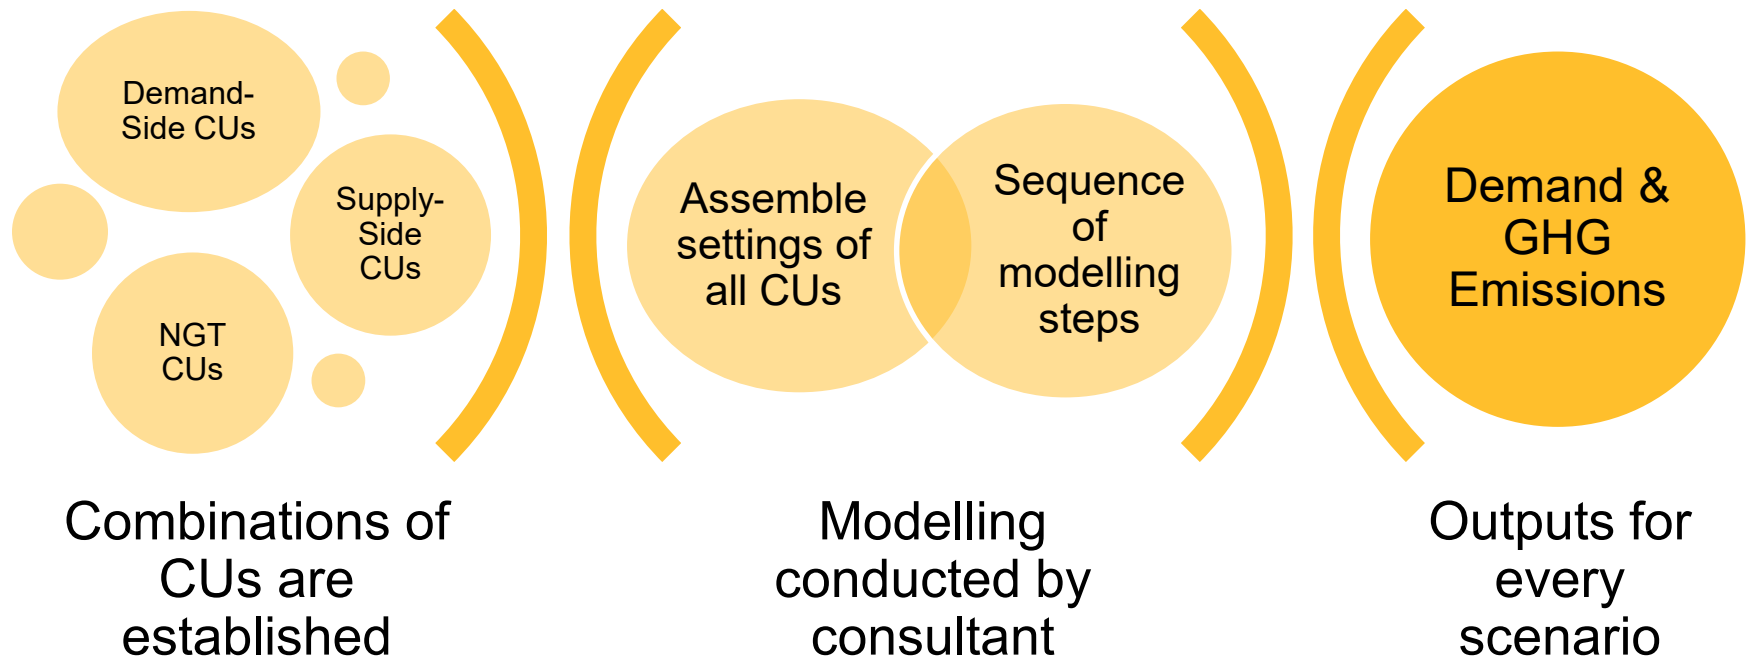 Demand-
Side CUs
Supply-
Side
CUs
NGT
CUs
Combinations of
CUs are
established
Assemble
settings of
all CUs
Sequence
of
modelling
steps
Modelling
conducted by
consultant
Demand &
GHG
Emissions
Outputs for
every
scenario